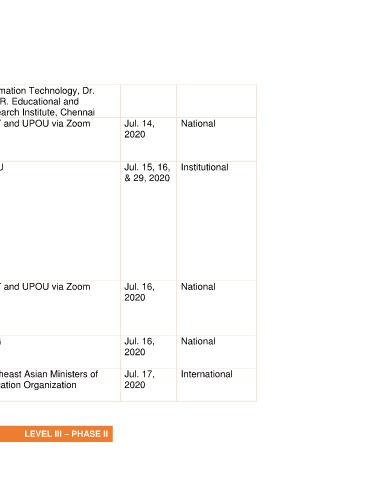 mation Technology, Dr.
R. Educational and
earch Institute, Chennai
and UPOU via Zoom Jul. 14, National
2020
U Jul. 15, 16, Institutional
& 29, 2020
and UPOU via Zoom Jul. 16, National
2020
Jul. 16, National
2020
heast Asian Ministers of Jul. 17, International
cation Organization 2020
LEVEL III – PHASE II